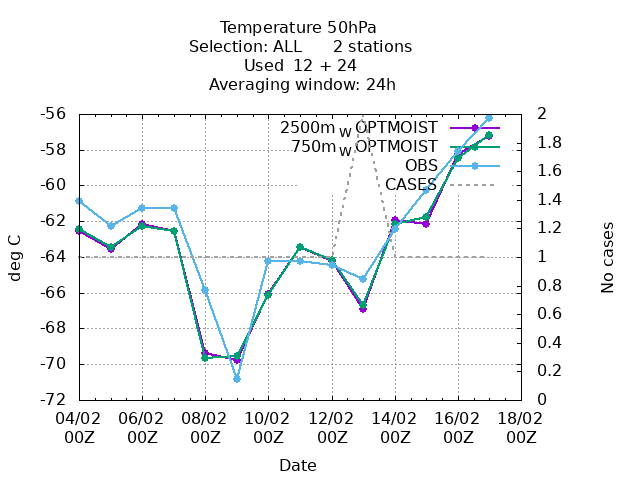 Temperature 50hPa
Selection: ALL 2 stations
Used 12 + 24
Averaging window: 24h
2500m W OPTMOIST
750m W OPTMOIST
OBS
CASES
-56
-58
-60
-62
-64
-66
-68
-70
-72
2
1.8
1.6
1.4
1.2
1
0.8
0.6
0.4
0.2
0
deg C
No cases
04/02 06/02 08/02 10/02 12/02 14/02 16/02 18/02
00Z 00Z 00Z 00Z 00Z 00Z 00Z 00Z
Date